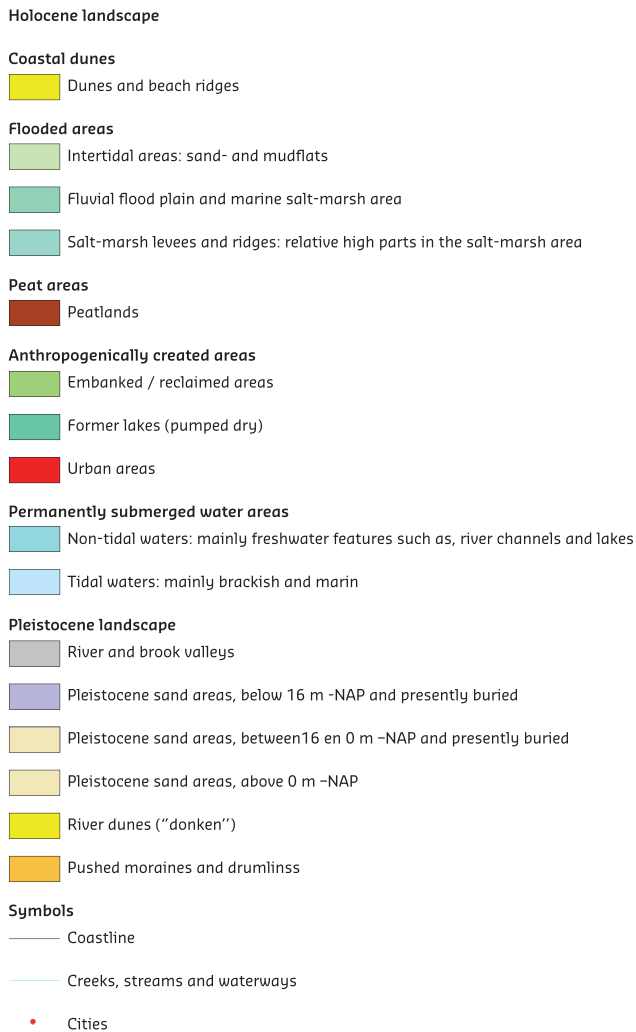 Holocene landscape
Coastal dunes
Dunes and beach ridges
Flooded areas
Intertidal areas: sand- and mudflats
Fluvial flood plain and marine salt-marsh area
Salt-marsh levees and ridges: relative high parts in the salt-marsh area
Peat areas
Peatlands
Anthropogenically created areas
Embanked / reclaimed areas
Former lakes (pumped dry)
Urban areas
Permanently submerged water areas
Non-tidal waters: mainly freshwater features such as, river channels and lakes
Tidal waters: mainly brackish and marin
Pleistocene landscape
River and brook valleys
Pleistocene sand areas, below 16 m -NAP and presently buried
Pleistocene sand areas, between16 en 0 m –NAP and presently buried
Pleistocene sand areas, above 0 m –NAP
River dunes (‘’donken’’)
Pushed moraines and drumlinss
Symbols
Coastline
Creeks, streams and waterways
Cities